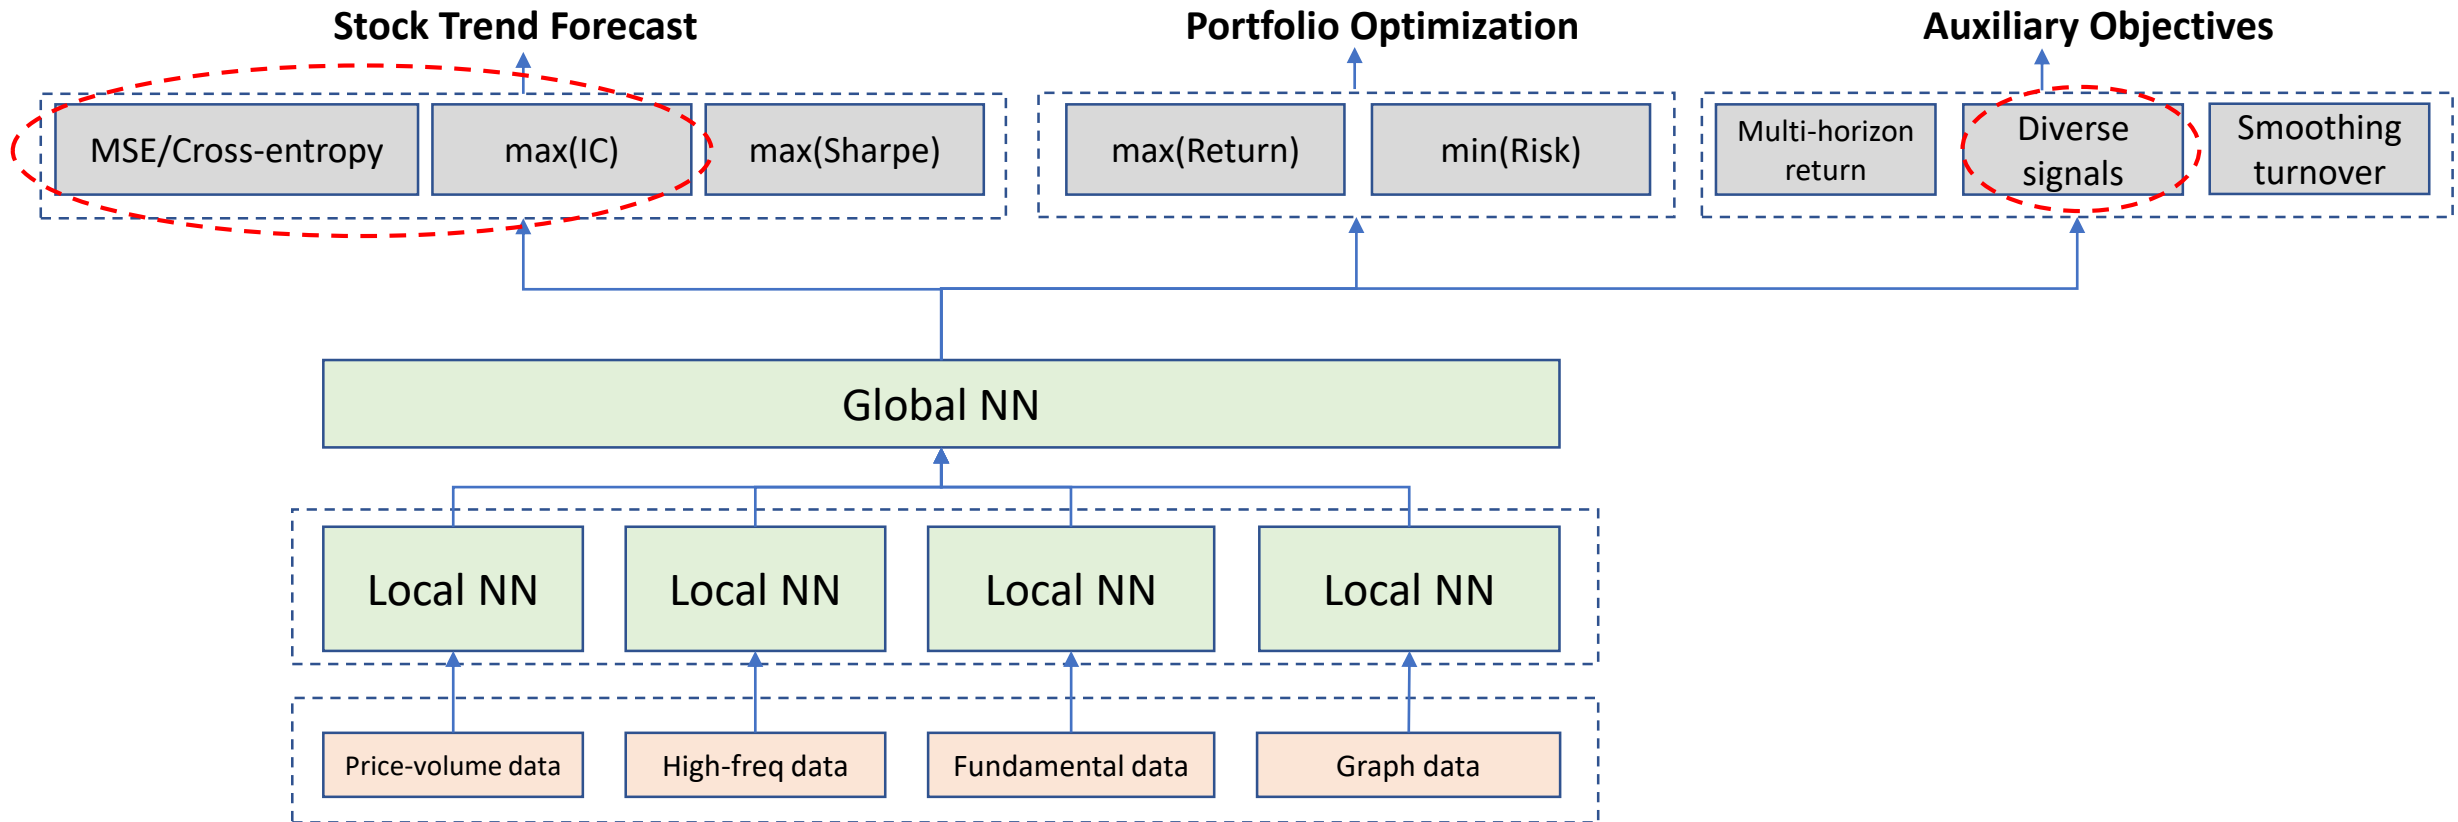 Stock Trend Forecast
Portfolio Optimization
Auxiliary Objectives
MSE/Cross-entropy
max(IC)
max(Sharpe)
max(Return)
min(Risk)
Multi-horizon
return
Diverse
signals
Smoothing
turnover
Global NN
Local NN
Local NN
Local NN
Local NN
Price-volume data
High-freq data
Fundamental data
Graph data